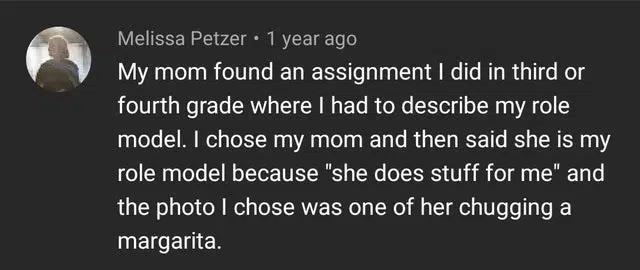 Melissa Petzer • 1 year ago
My mom found an assignment I did in third or
fourth grade where I had to describe my role
model. I chose my mom and then said she is my
role model because "she does stuff for me" and
the photo I chose was one of her chugging a
margarita.